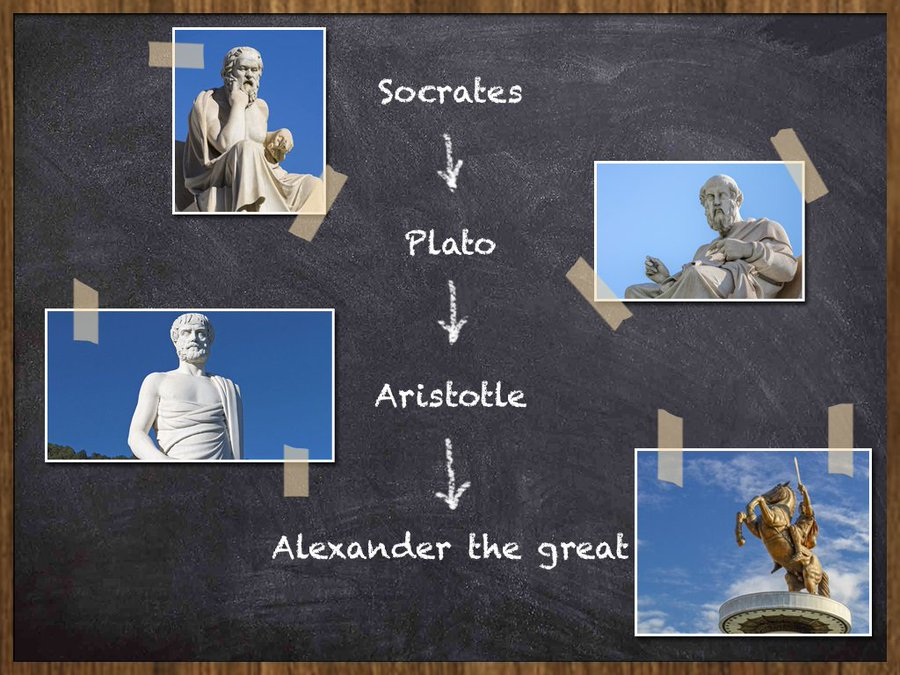 Socrates
Plato
Aristotle
Alexander the great